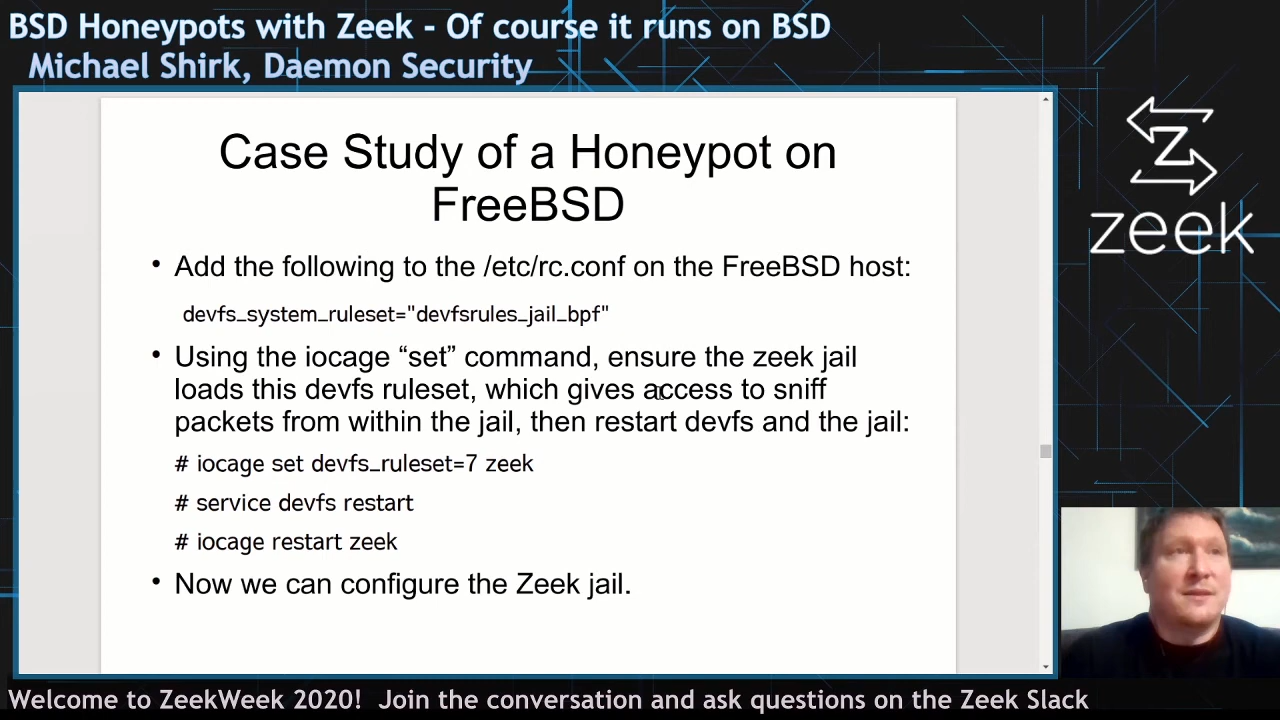 BSD Honeypots with Zeek - Of course it runs on BSD
Michael Shirk, Daemon Security
Case Study of a Honeypot on
FreeBSD
• Add the following to the /etc/rc.conf on the FreeBSD host:
devfs_system_ruleset="devfsrules_jail_bpf"
• Using the iocage “set” command, ensure the zeek jail
loads this devfs ruleset, which gives access to sniff
packets from within the jail, then restart devfs and the jail:
# iocage set devfs_ruleset=7 zeek
# service devfs restart
# iocage restart zeek
• Now we can configure the Zeek jail.
Z
zeek
Welcome to ZeekWeek 2020! Join the conversation and ask questions on the Zeek Slack